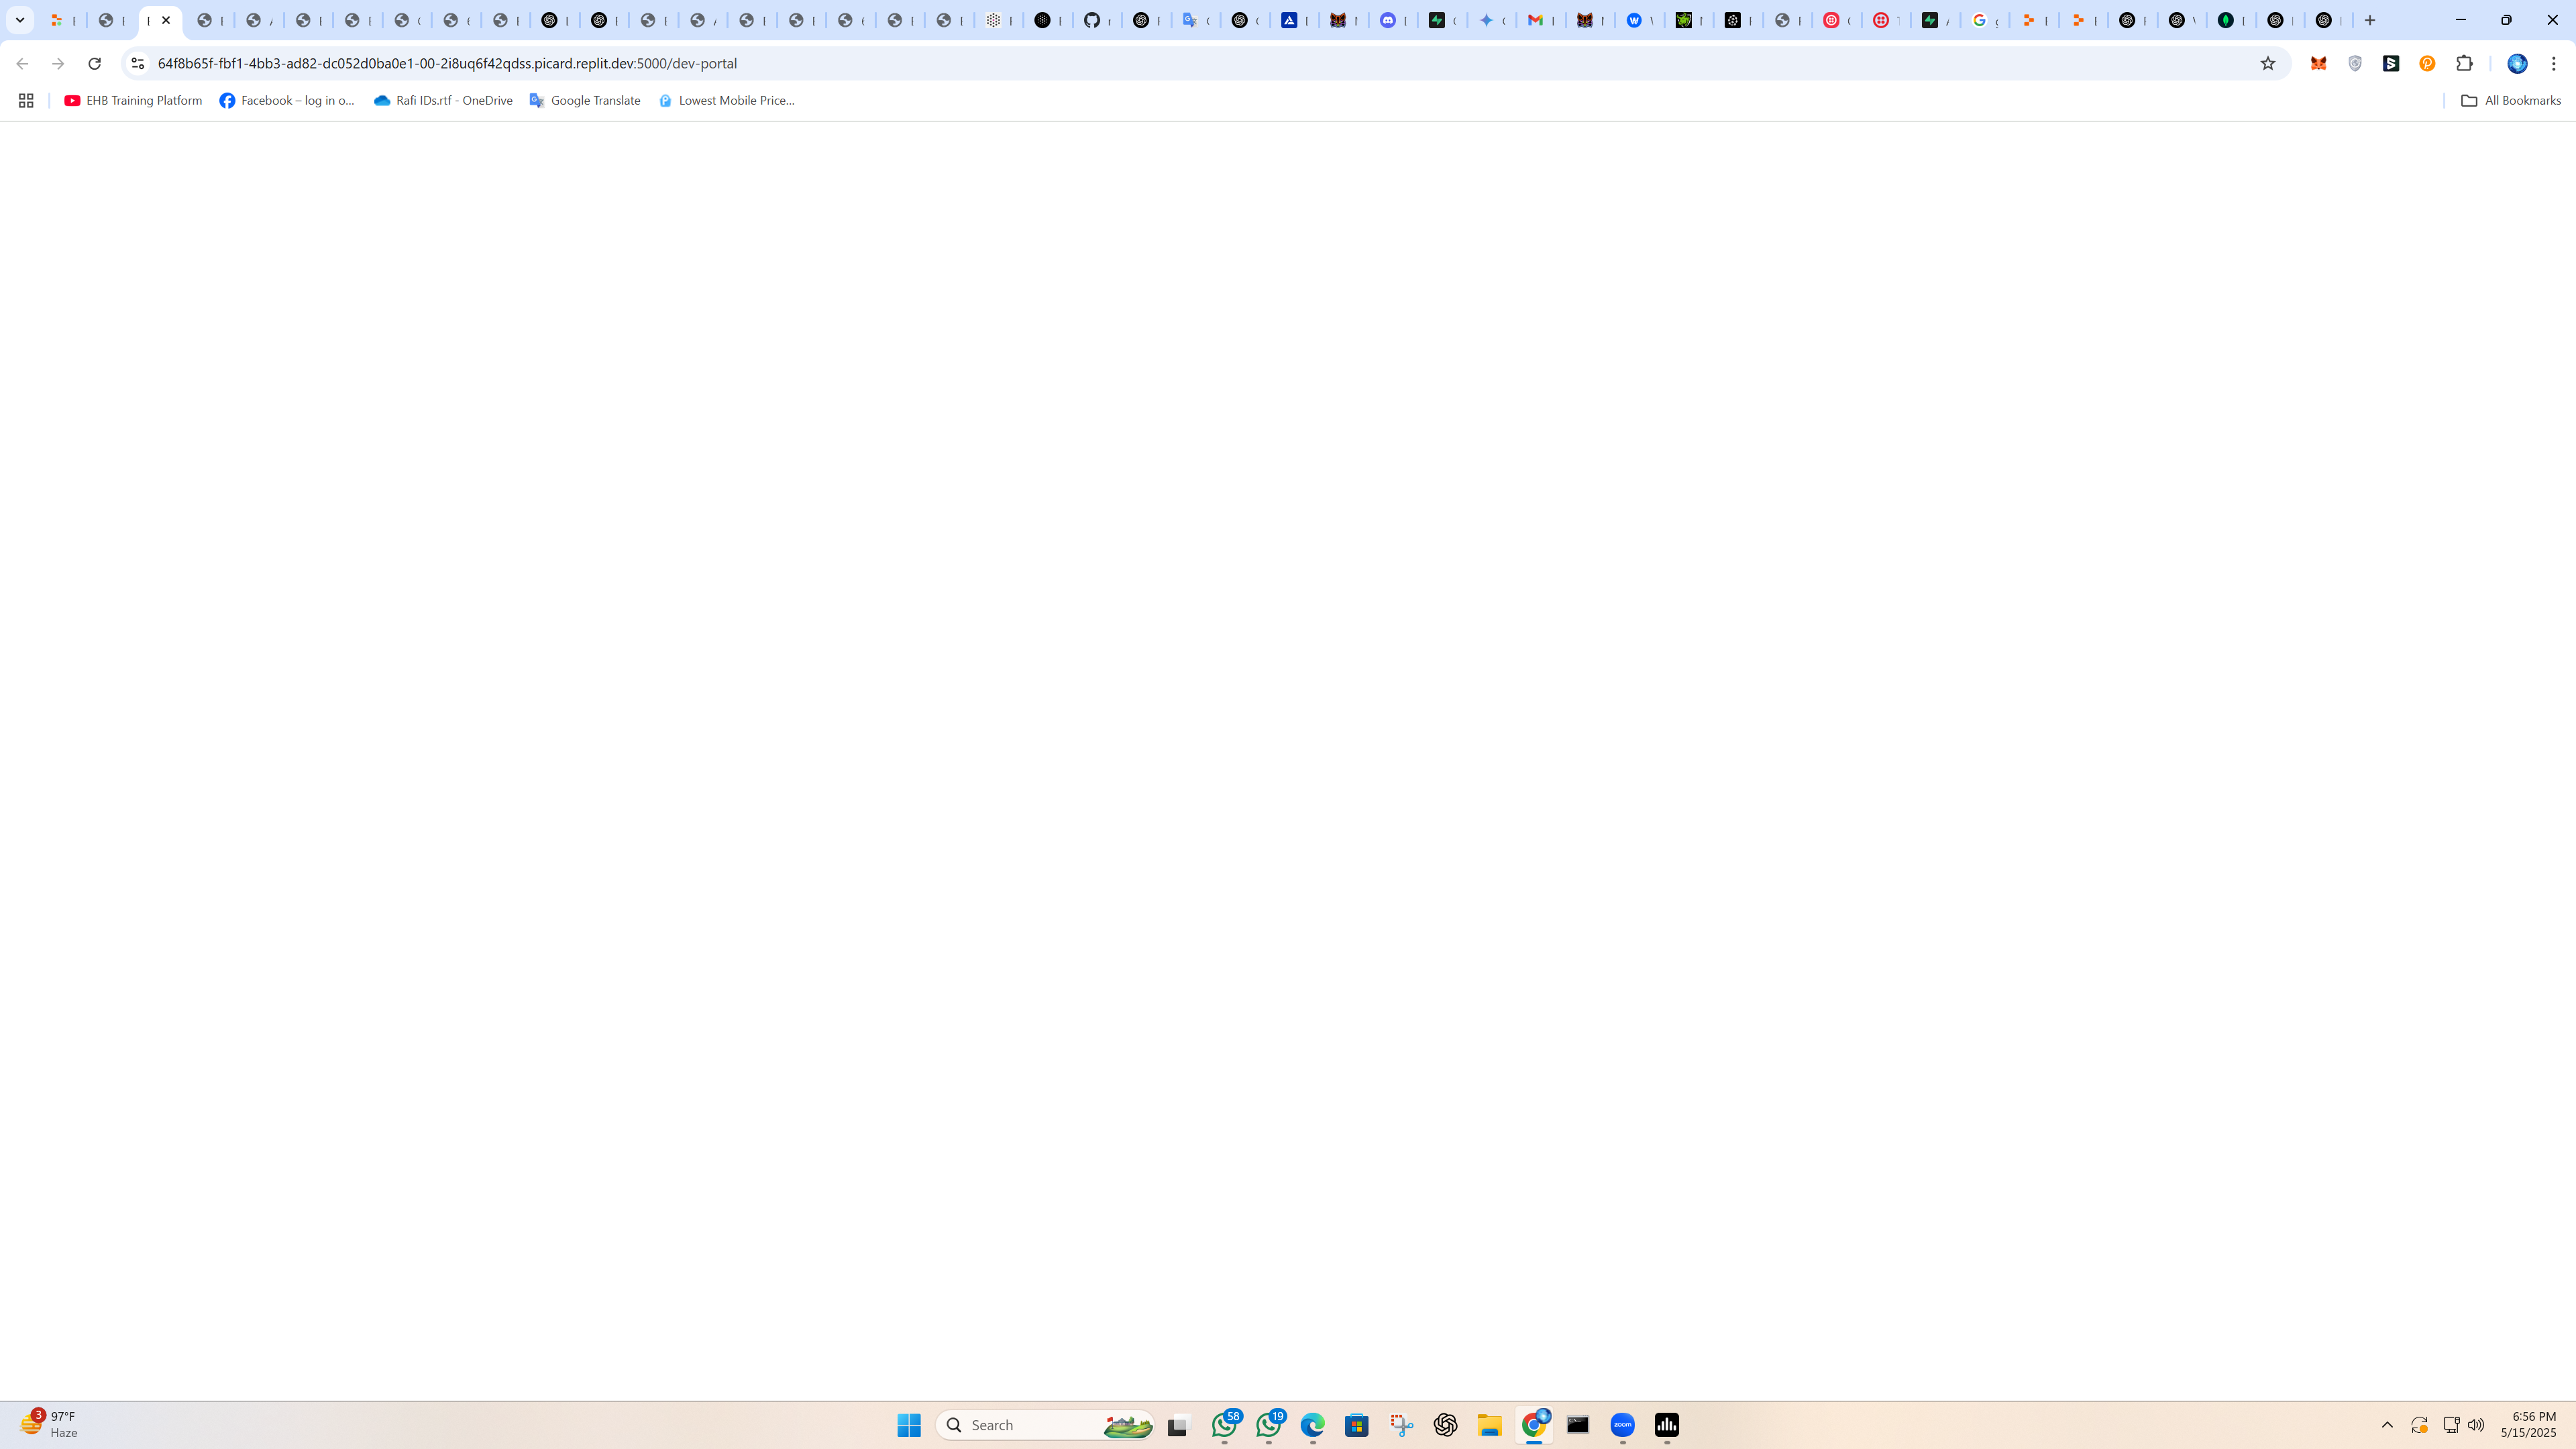 64f8b65f-fbf1-4bb3-ad82-dc052d0ba0e1-00-2i8uq6f42qdss.picard.replit.dev:5000/dev-portal
EHB Training Platform
Facebook – log in o...
Rafi IDs.rtf - OneDrive
Google Translate
Lowest Mobile Price...
All Bookmarks
3
97°F
Haze
Search
58
19
zoom
6:56 PM
5/15/2025